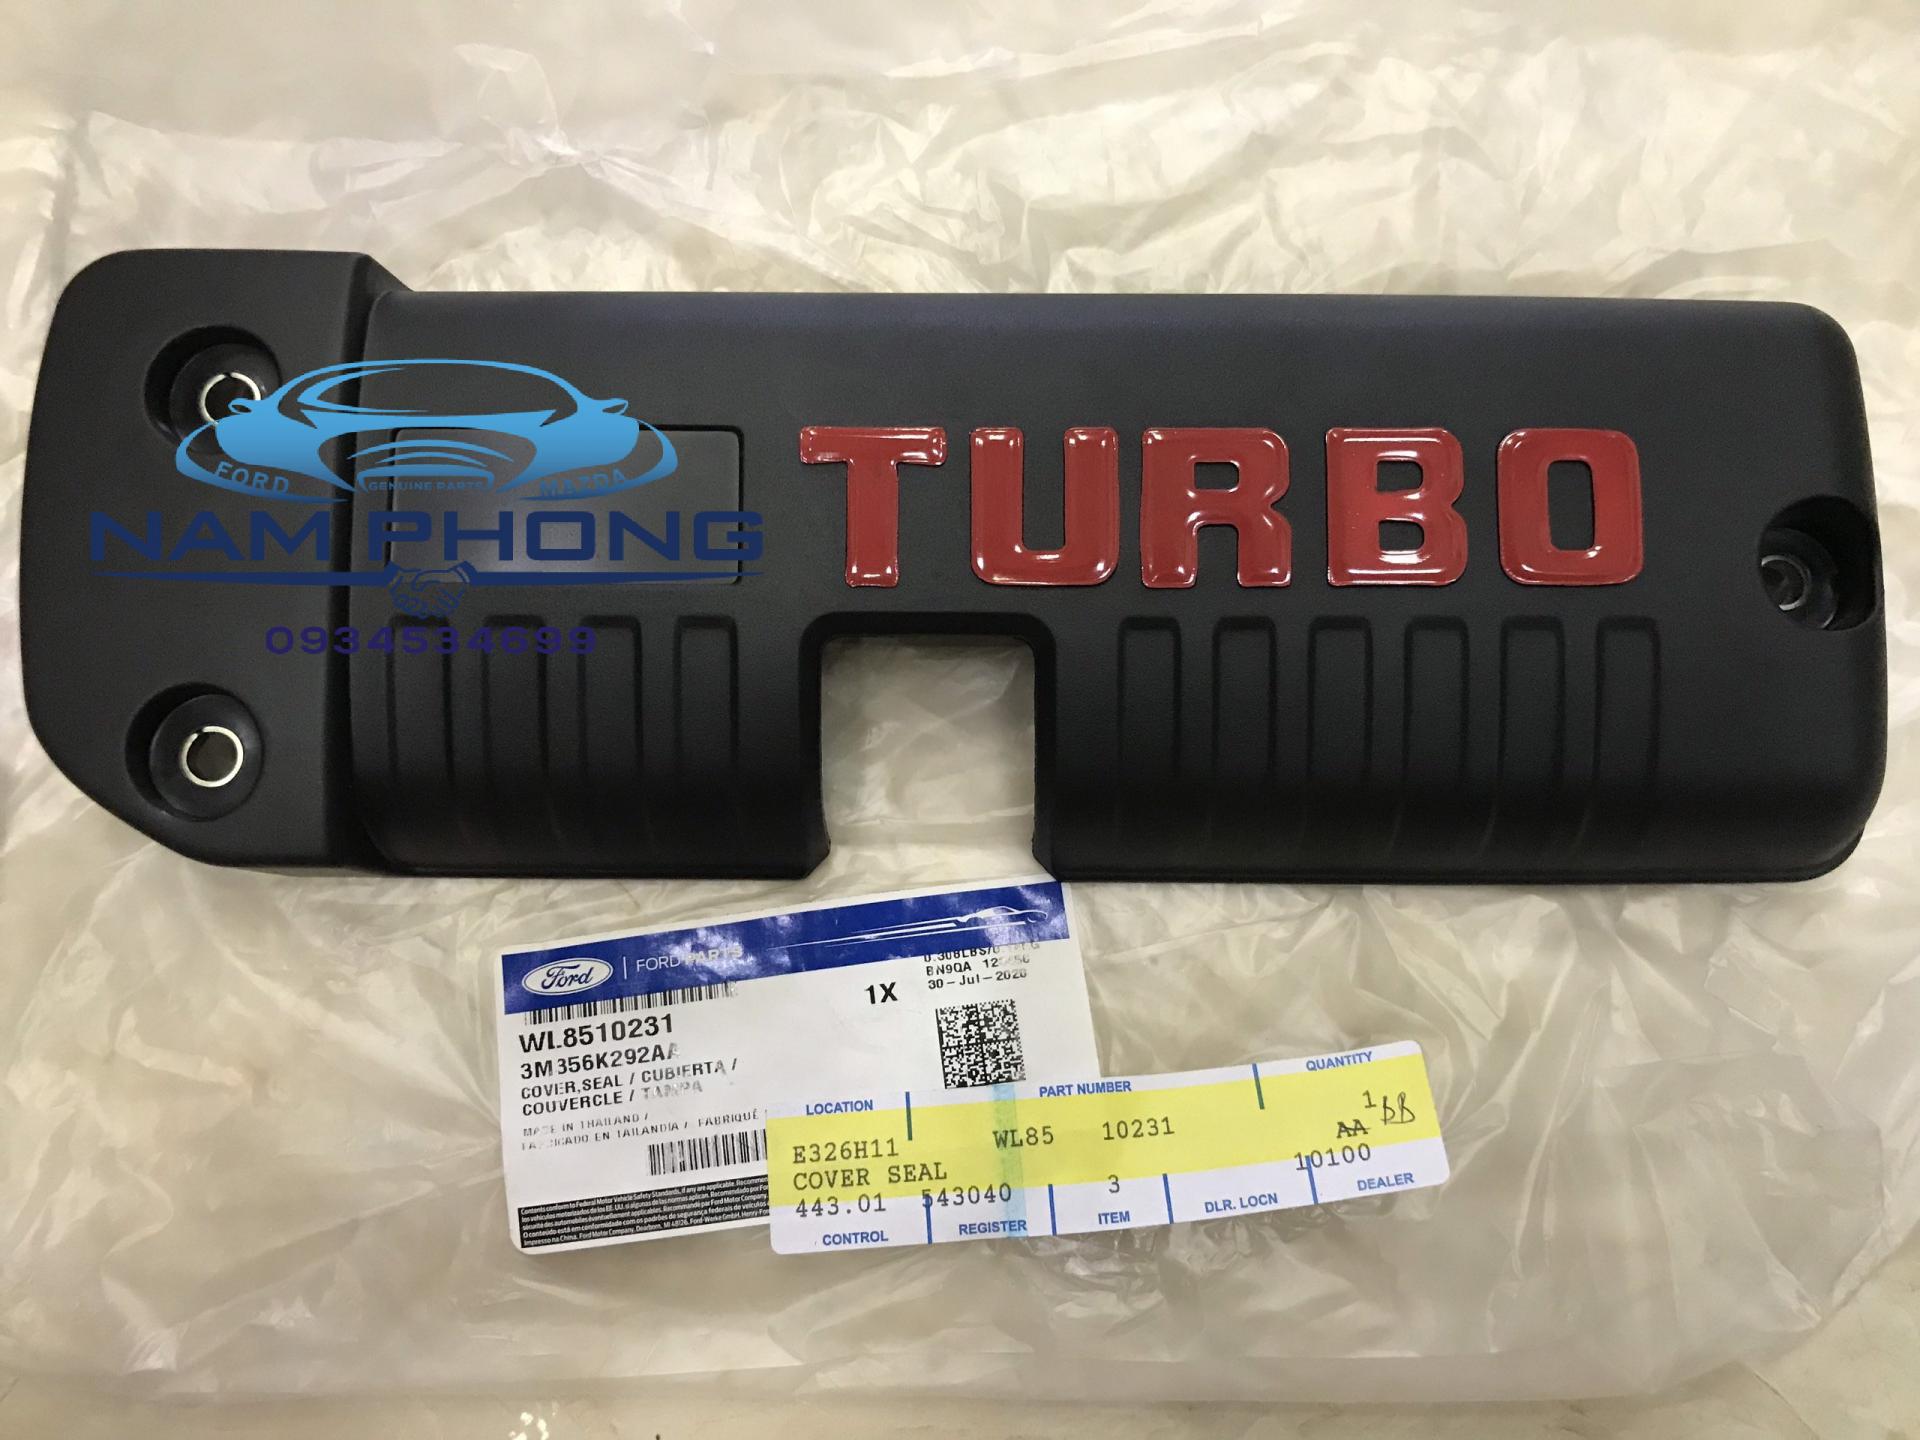 TURBO
FORD
GENUINE PARTS
MAZDA
NAM PHONG
0934534699
Ford | FORD PARTS
BN9QA
30-Jul-2020
1X
WL8510231
3M356K292AA
COVER,SEAL / CUBIERTA /
COUVERCLE / TAMPA
MADE IN THAILAND /
FABRICADO EN TAILANDIA / FABRIQUÉ
LOCATION PART NUMBER QUANTITY
E326H11 WL85 10231 1
COVER SEAL AA
443.01 543040 3 10100
CONTROL REGISTER ITEM DLR. LOCN DEALER